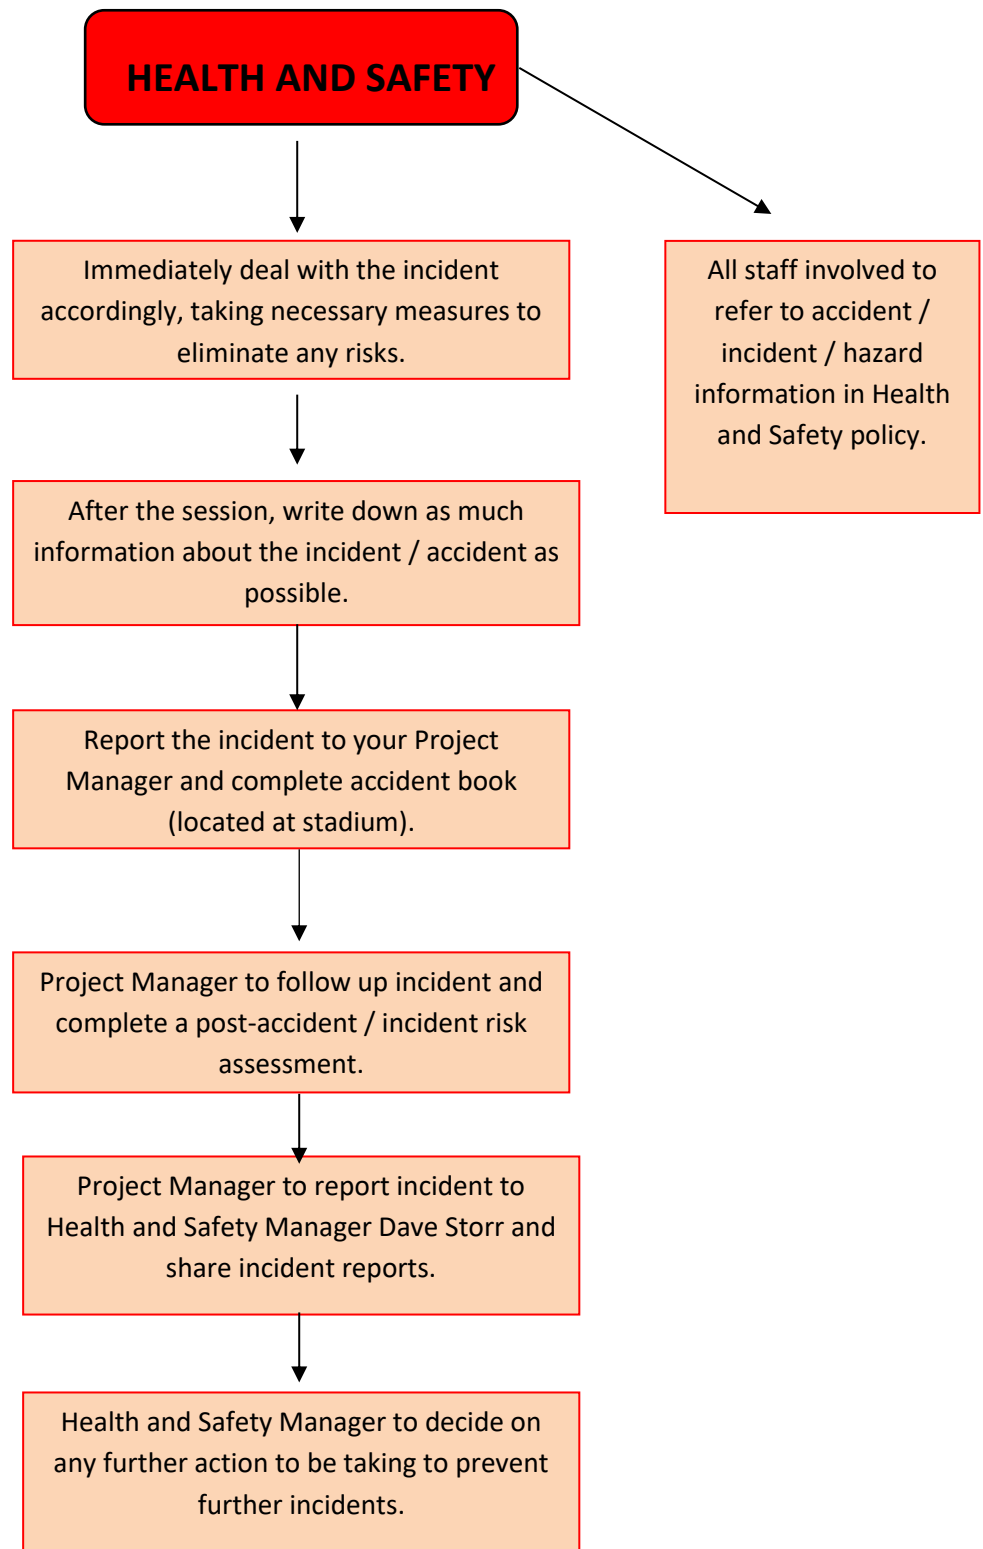 HEALTH AND SAFETY
Immediately deal with the incident
accordingly, taking necessary measures to
eliminate any risks.
All staff involved to
refer to accident /
incident / hazard
information in Health
and Safety policy.
After the session, write down as much
information about the incident / accident as
possible.
Report the incident to your Project
Manager and complete accident book
(located at stadium).
Project Manager to follow up incident and
complete a post-accident / incident risk
assessment.
Project Manager to report incident to
Health and Safety Manager Dave Storr and
share incident reports.
Health and Safety Manager to decide on
any further action to be taking to prevent
further incidents.